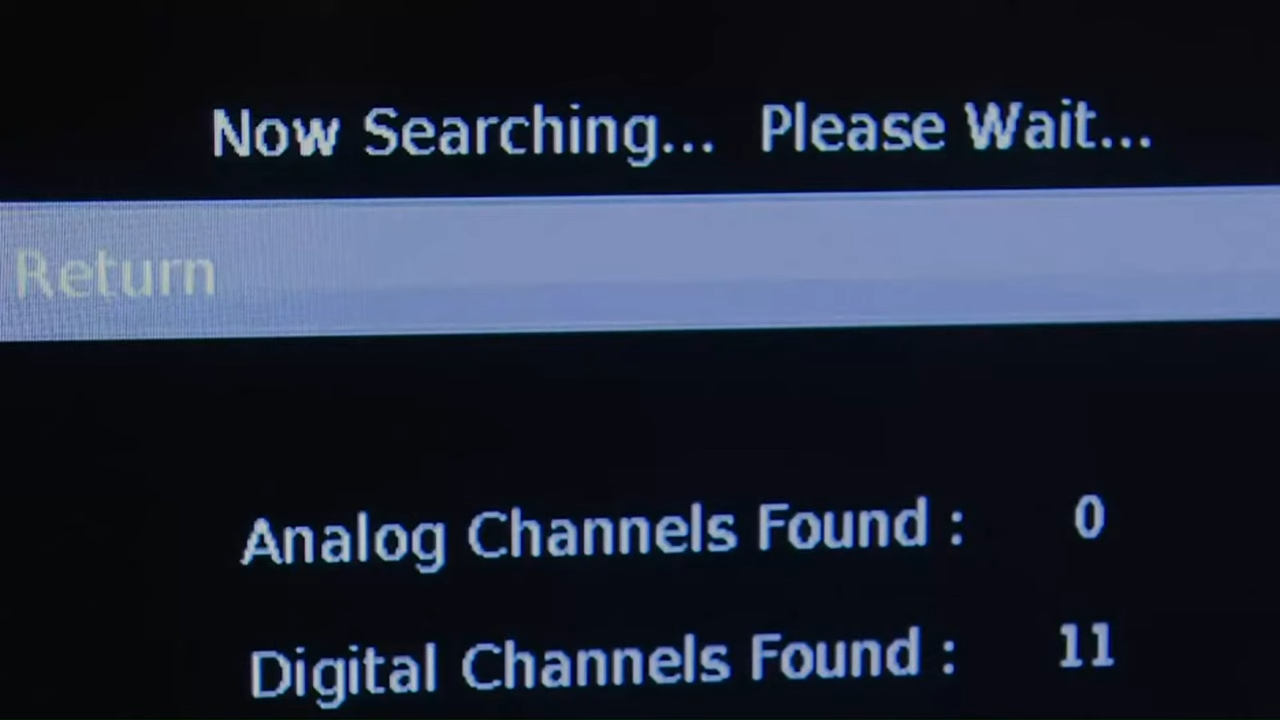 Now Searching... Please Wait...
Return
Analog Channels Found : 0
Digital Channels Found : 11